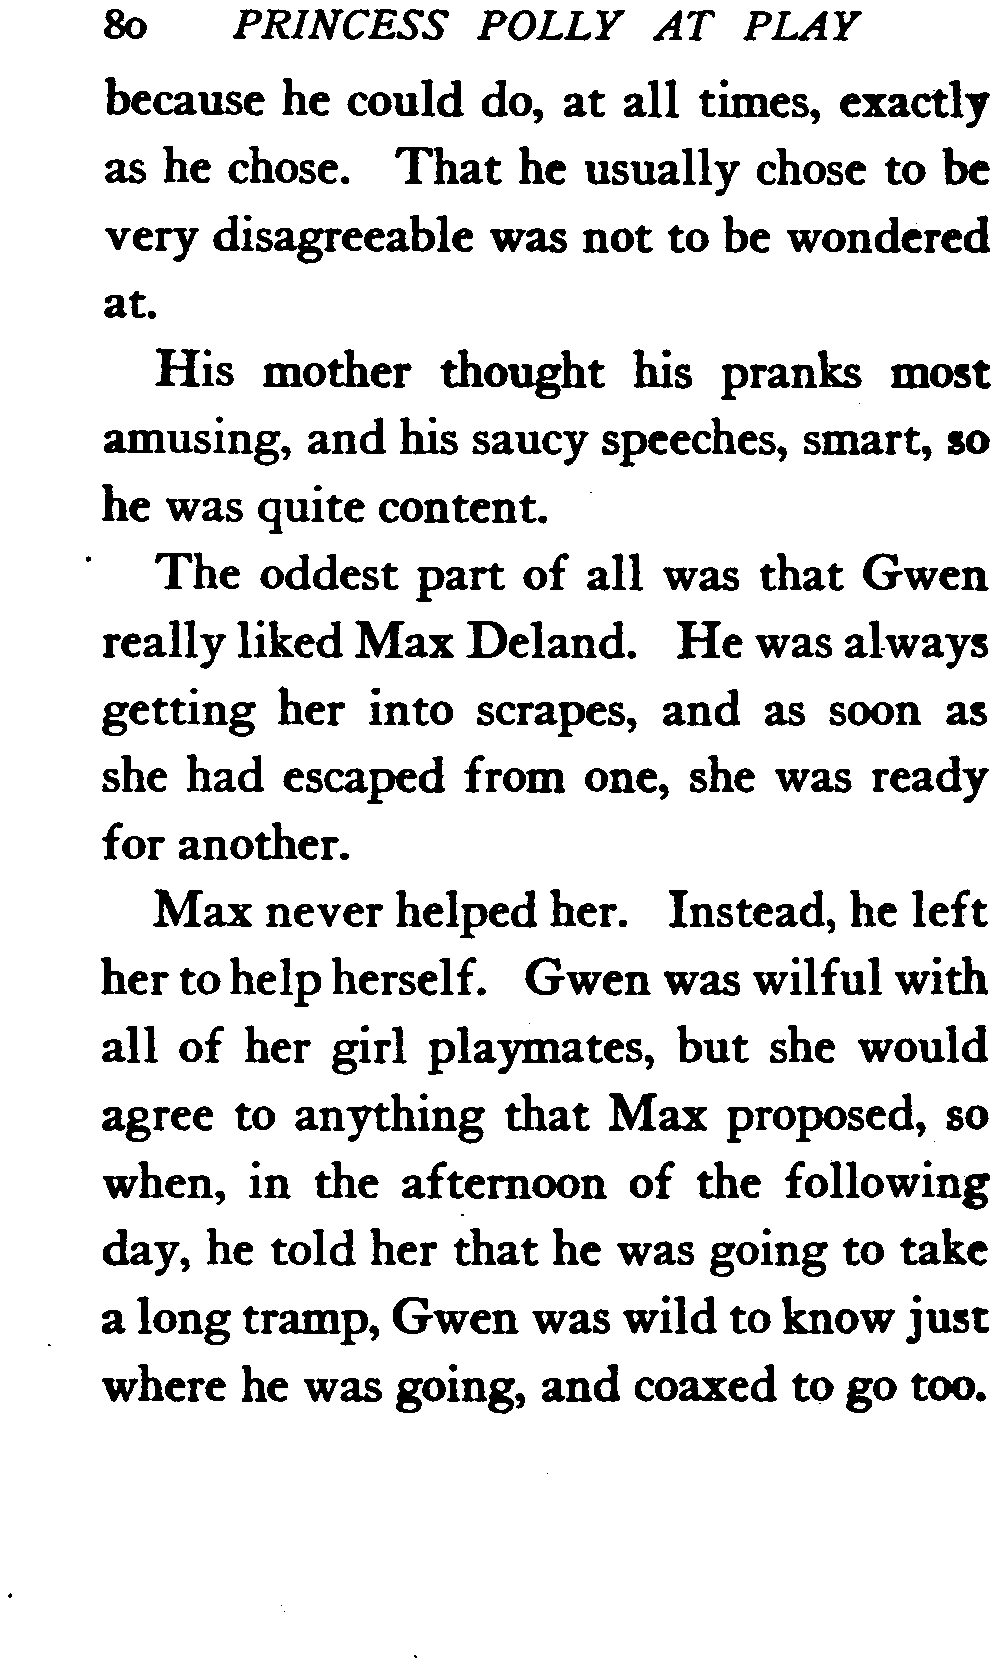 80 PRINCESS POLLY AT PLAY
because he could do, at all times, exactly
as he chose. That he usually chose to be
very disagreeable was not to be wondered
at.
His mother thought his pranks most
amusing, and his saucy speeches, smart, so
he was quite content.
The oddest part of all was that Gwen
really liked Max Deland. He was always
getting her into scrapes, and as soon as
she had escaped from one, she was ready
for another.
Max never helped her. Instead, he left
her to help herself. Gwen was wilful with
all of her girl playmates, but she would
agree to anything that Max proposed, so
when, in the afternoon of the following
day, he told her that he was going to take
a long tramp, Gwen was wild to know just
where he was going, and coaxed to go too.